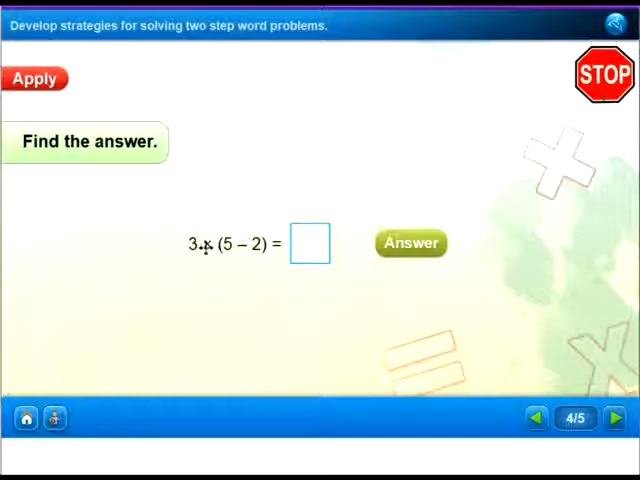 Develop strategies for solving two step word problems.
STOP
Apply
Find the answer.
3 x (5 – 2) =
Answer
4/5